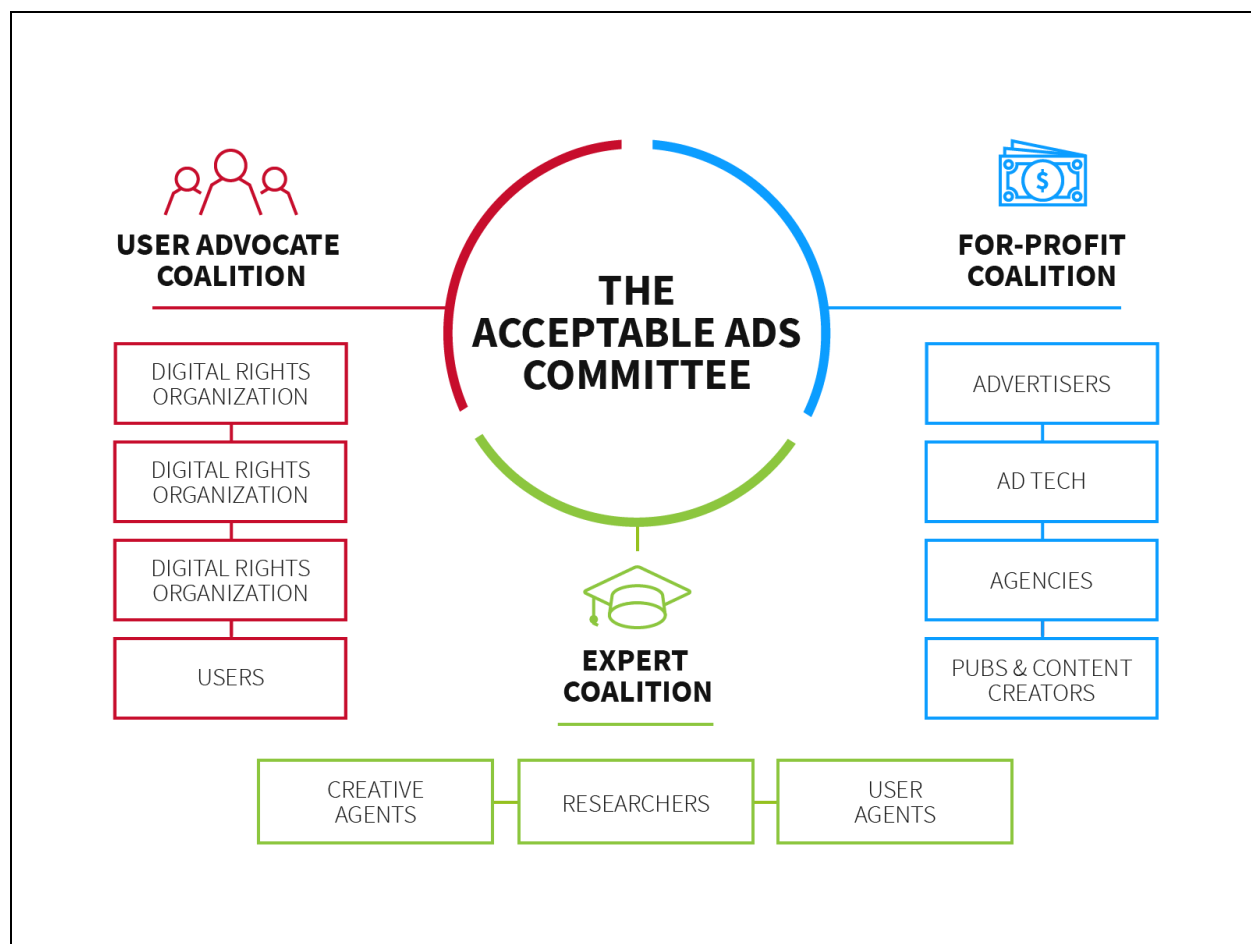 USER ADVOCATE
COALITION
THE
ACCEPTABLE ADS
COMMITTEE
$
FOR-PROFIT
COALITION
DIGITAL RIGHTS
ORGANIZATION
DIGITAL RIGHTS
ORGANIZATION
DIGITAL RIGHTS
ORGANIZATION
USERS
ADVERTISERS
AD TECH
AGENCIES
PUBS & CONTENT
CREATORS
EXPERT
COALITION
CREATIVE
AGENTS
RESEARCHERS
USER
AGENTS